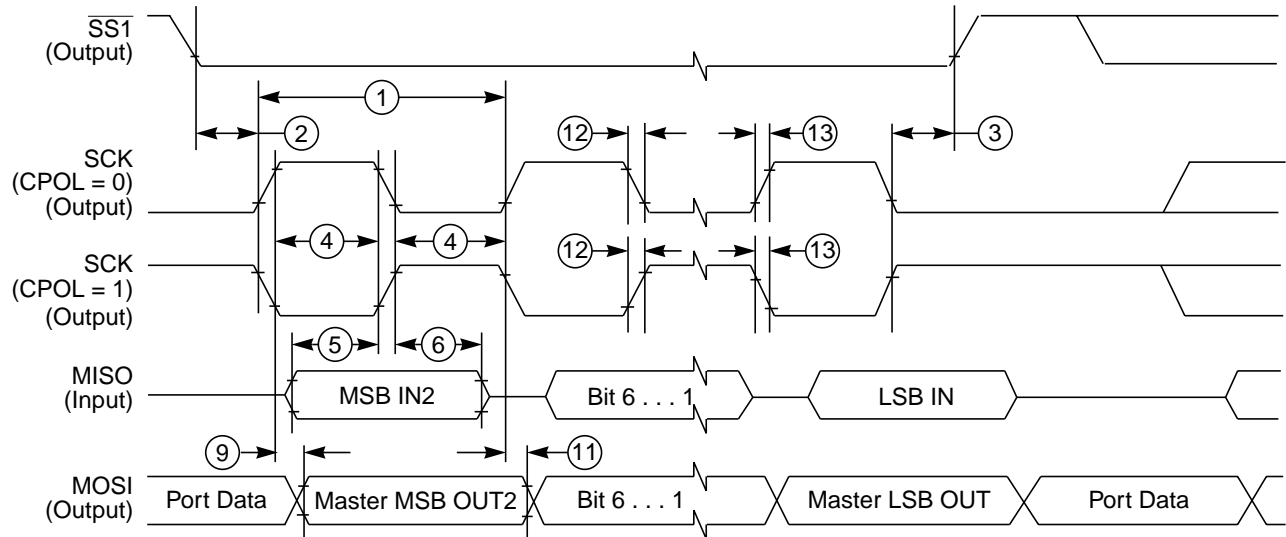 SS1
(Output)
1
2
12
13
3
SCK
(CPOL = 0)
(Output)
4
4
12
13
SCK
(CPOL = 1)
(Output)
5
6
MISO
(Input)
MSB IN2
Bit 6 . . . 1
LSB IN
9
11
MOSI
(Output)
Port Data
Master MSB OUT2
Bit 6 . . . 1
Master LSB OUT
Port Data